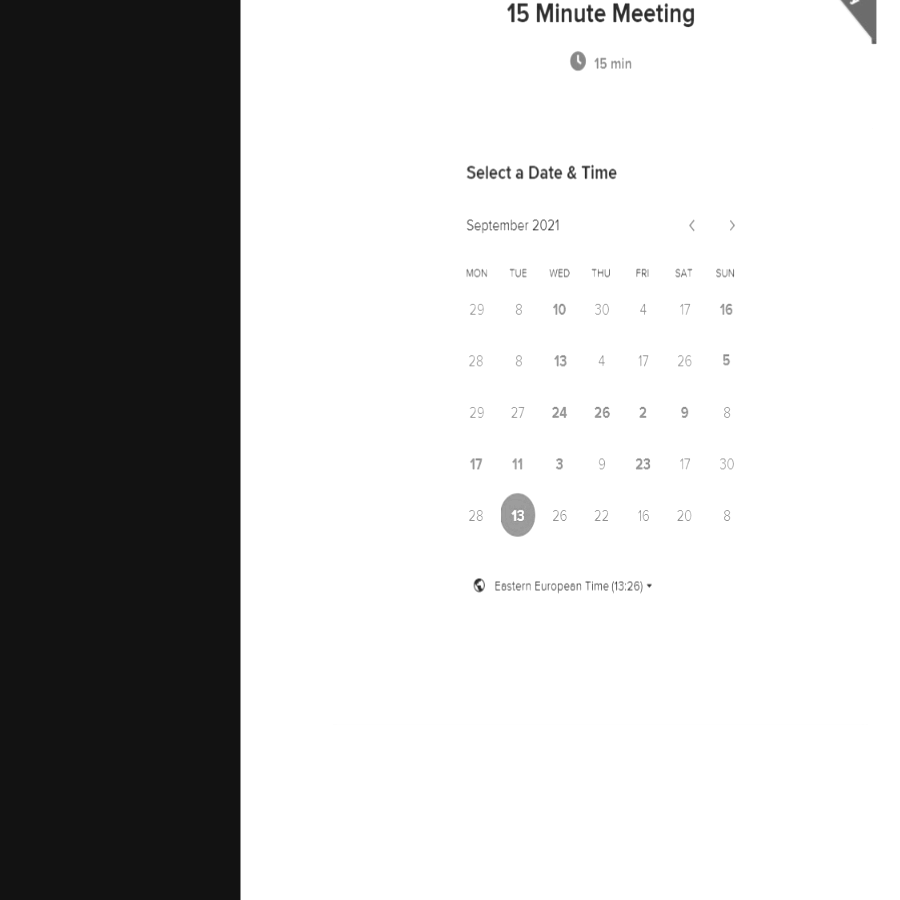 15 Minute Meeting
15 min
Select a Date & Time
September 2021
MON TUE WED THU FRI SAT SUN
29 8 10 30 4 17 16
28 8 13 4 17 26 5
29 27 24 26 2 9 8
17 11 3 9 23 17 30
28 13 26 22 16 20 8
Eastern European Time (13:26)